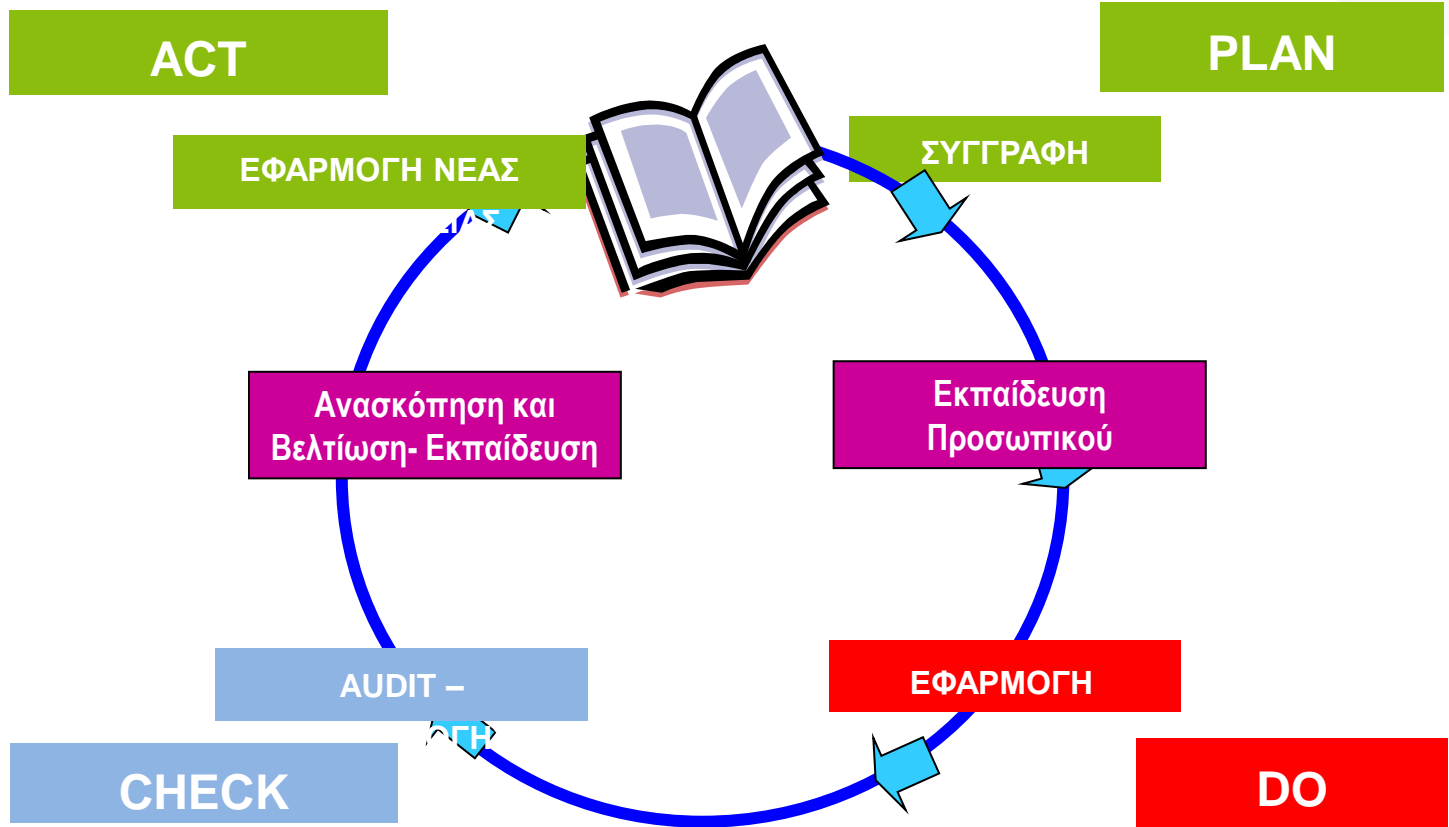 ACT
PLAN
ΕΦΑΡΜΟΓΗ ΝΕΑΣ
ΣΥΓΓΡΑΦΗ
Ανασκόπηση και
Βελτίωση- Εκπαίδευση
Εκπαίδευση
Προσωπικού
AUDIT –
ΕΦΑΡΜΟΓΗ
CHECK
DO